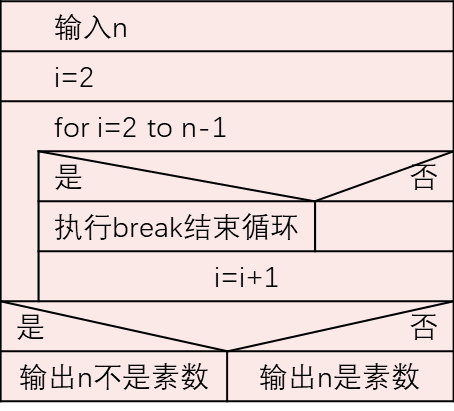 输入n
i=2
for i=2 to n-1
是 否
执行break结束循环
i=i+1
是 否
输出n不是素数 输出n是素数